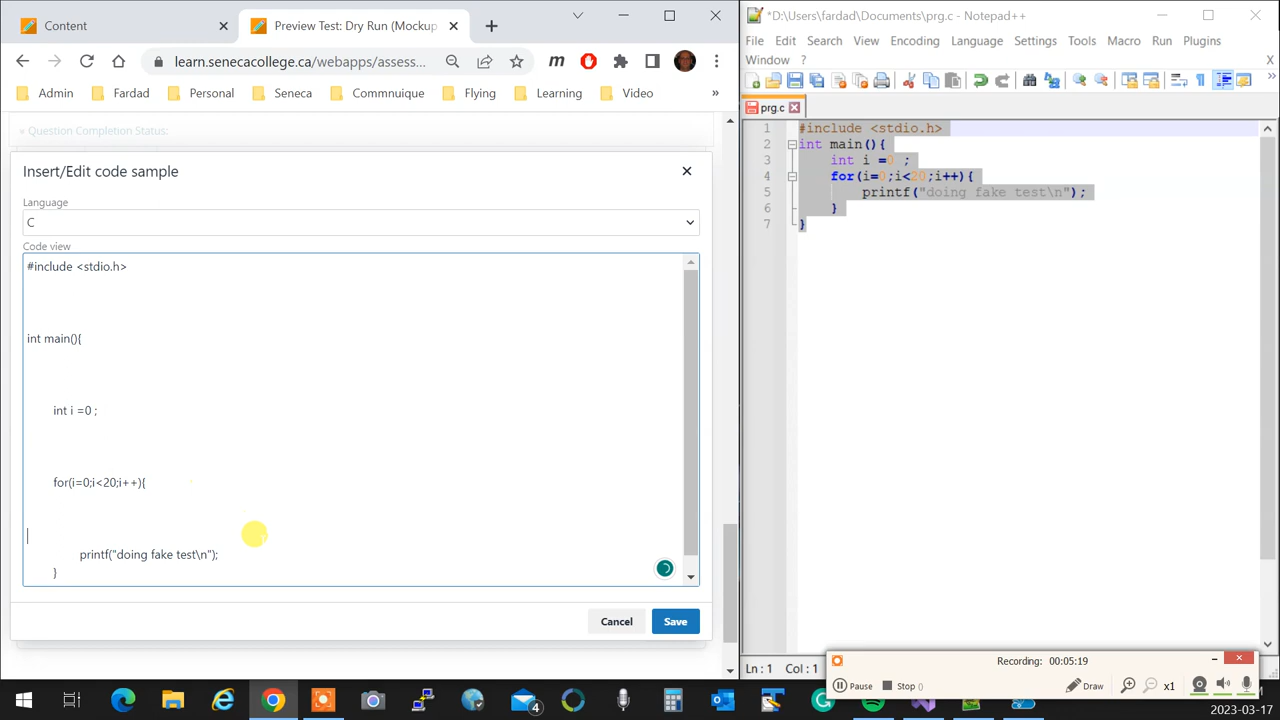 Content
Preview Test: Dry Run (Mockup
learn.senecacollege.ca/webapps/assess...
Fardad
Personal
Seneca
Commnuique
Flying
Learning
Video
»
« Question Completion Status:
Insert/Edit code sample
Language
C
Code view
#include <stdio.h>
int main(){
int i =0 ;
for(i=0;i<20;i++){
printf("doing fake test\n");
}
Cancel
Save
*D:\Users\fardad\Documents\prg.c - Notepad++
File Edit Search View Encoding Language Settings Tools Macro Run Plugins
Window ?
X
prg.c
1 #include <stdio.h>
2 int main(){
3 int i =0 ;
4 for(i=0;i<20;i++){
5 printf("doing fake test\n");
6 }
7 }
Ln : 1 Col : 1
Recording: 00:05:19
Pause
Stop ()
Draw
x1
4
2023-03-17